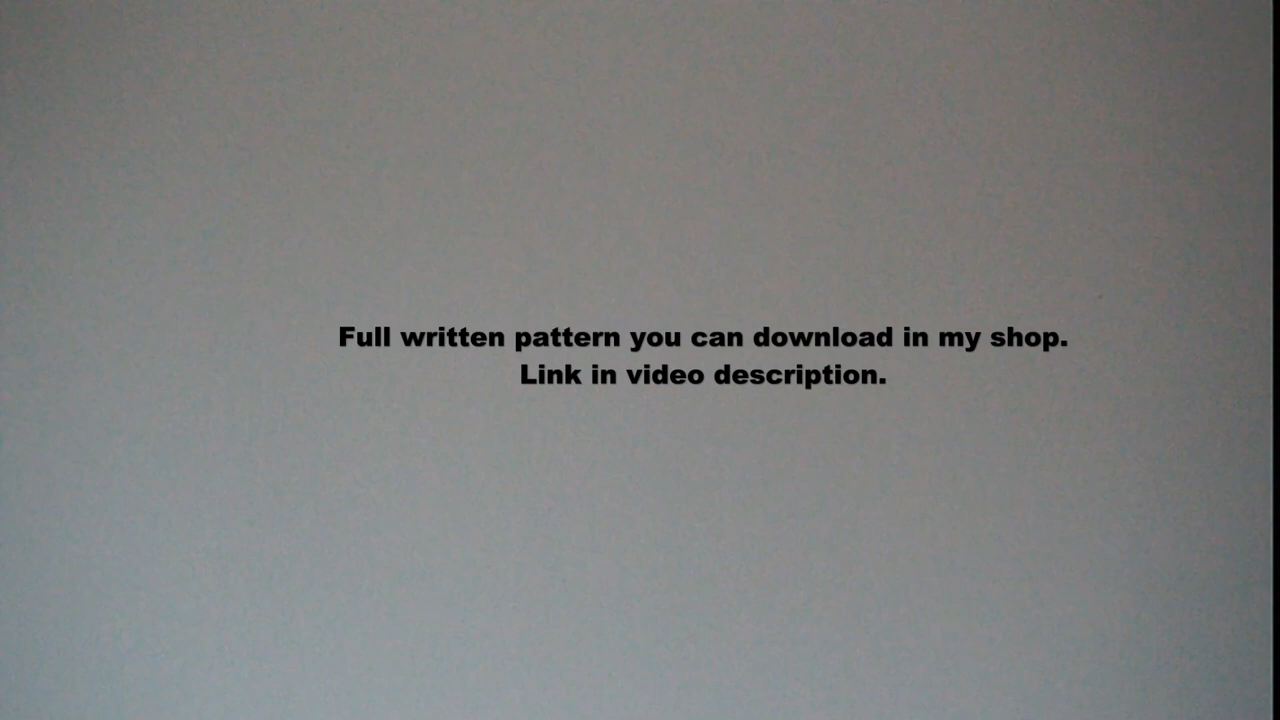 Full written pattern you can download in my shop.
Link in video description.